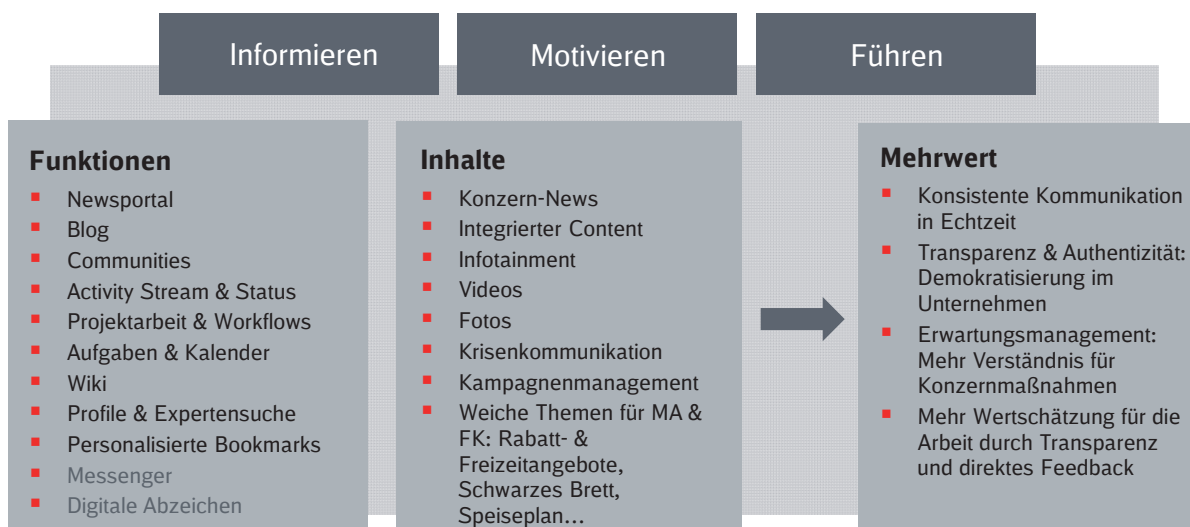 Informieren
Motivieren
Führen
Funktionen
Newsportal
Blog
Communities
Activity Stream & Status
Projektarbeit & Workflows
Aufgaben & Kalender
Wiki
Profile & Expertensuche
Personalisierte Bookmarks
Messenger
Digitale Abzeichen
Inhalte
Konzern-News
Integrierter Content
Infotainment
Videos
Fotos
Krisenkommunikation
Kampagnenmanagement
Weiche Themen für MA &
FK: Rabatt- &
Freizeitangebote,
Schwarzes Brett,
Speiseplan…
Mehrwert
Konsistente Kommunikation
in Echtzeit
Transparenz & Authentizität:
Demokratisierung im
Unternehmen
Erwartungsmanagement:
Mehr Verständnis für
Konzernmaßnahmen
Mehr Wertschätzung für die
Arbeit durch Transparenz
und direktes Feedback